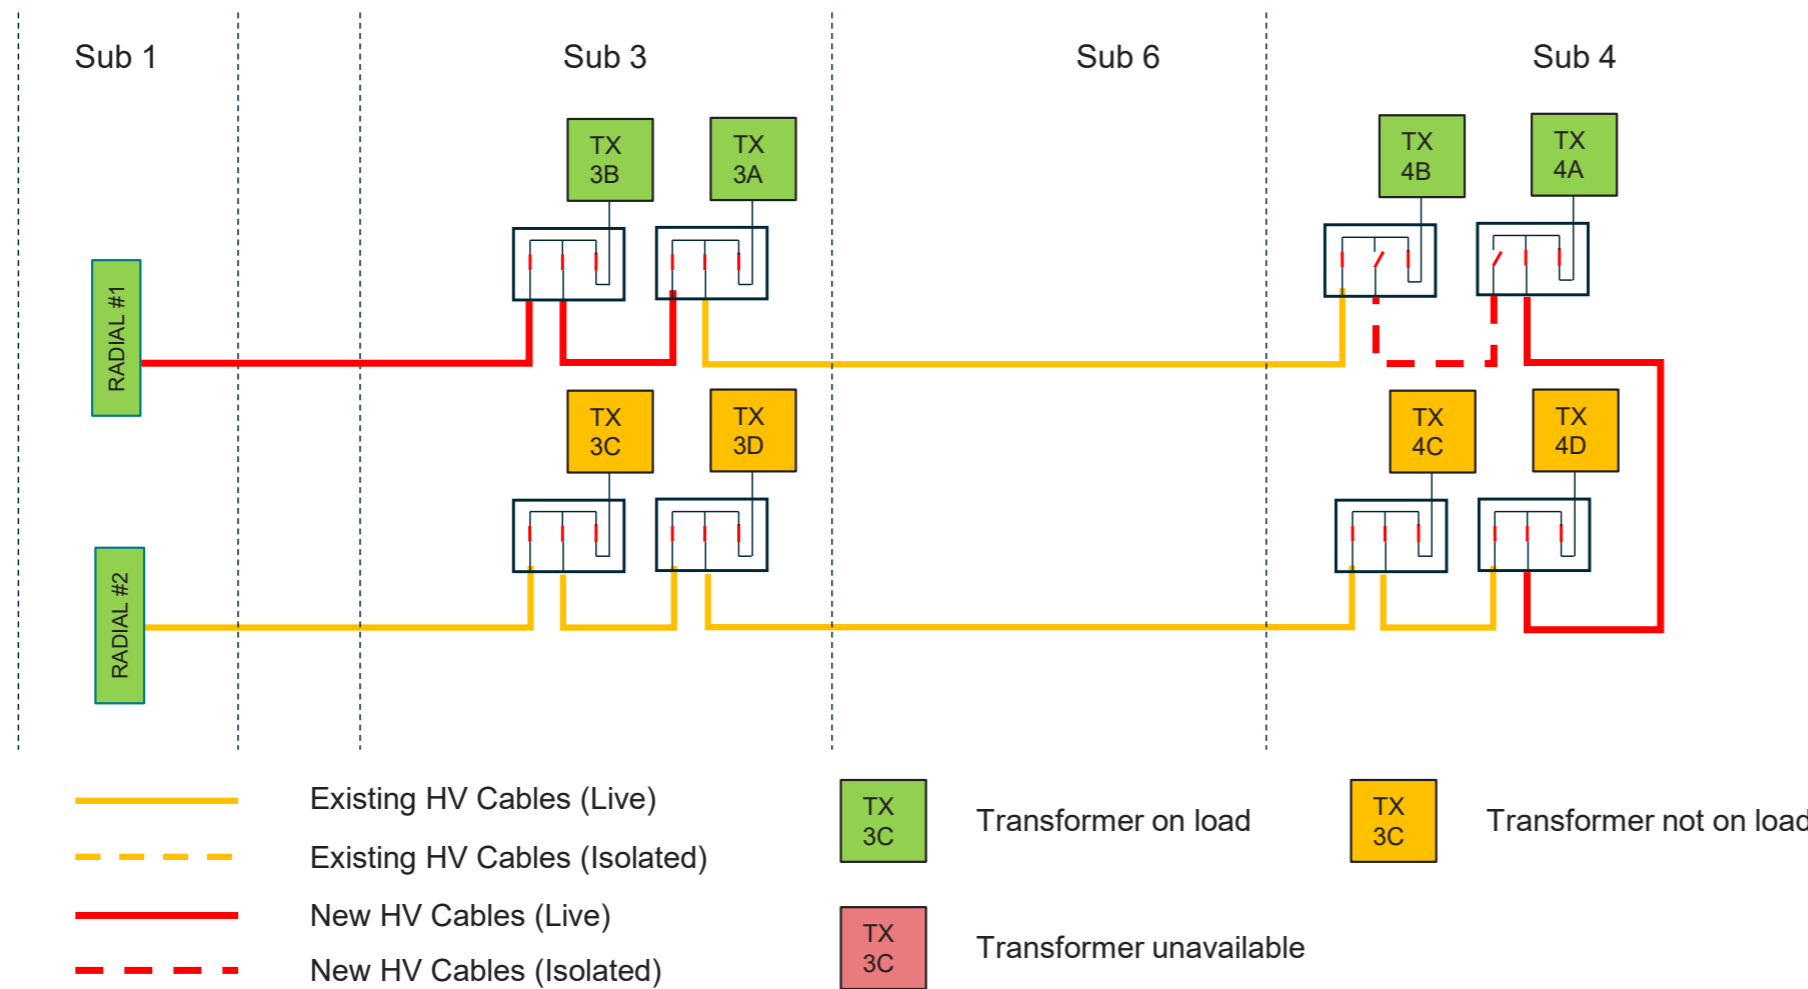 Sub 1
Sub 3
Sub 6
Sub 4
TX
3B
TX
3A
TX
4B
TX
4A
RADIAL #1
TX
3C
TX
3D
TX
4C
TX
4D
RADIAL #2
Existing HV Cables (Live)
Existing HV Cables (Isolated)
New HV Cables (Live)
New HV Cables (Isolated)
TX
3C
Transformer on load
TX
3C
Transformer not on load
TX
3C
Transformer unavailable